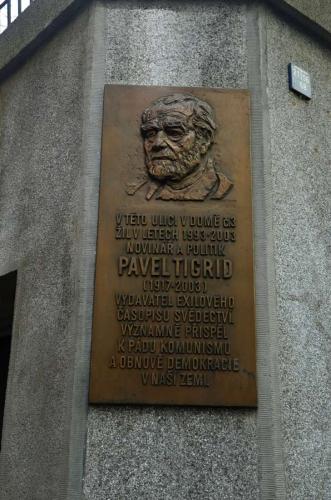 V TÉTO ULICI V DOMĚ Č.3
ŽIL V LETECH 1993-2003
NOVINÁŘ A POLITIK
PAVEL TIGRID
(1917-2003)
VYDAVATEL EXILOVÉHO
ČASOPISU SVĚDECTVÍ
VÝZNAMNĚ PŘISPĚL
K PÁDU KOMUNISMU
A OBNOVĚ DEMOKRACIE
V NAŠÍ ZEMI.